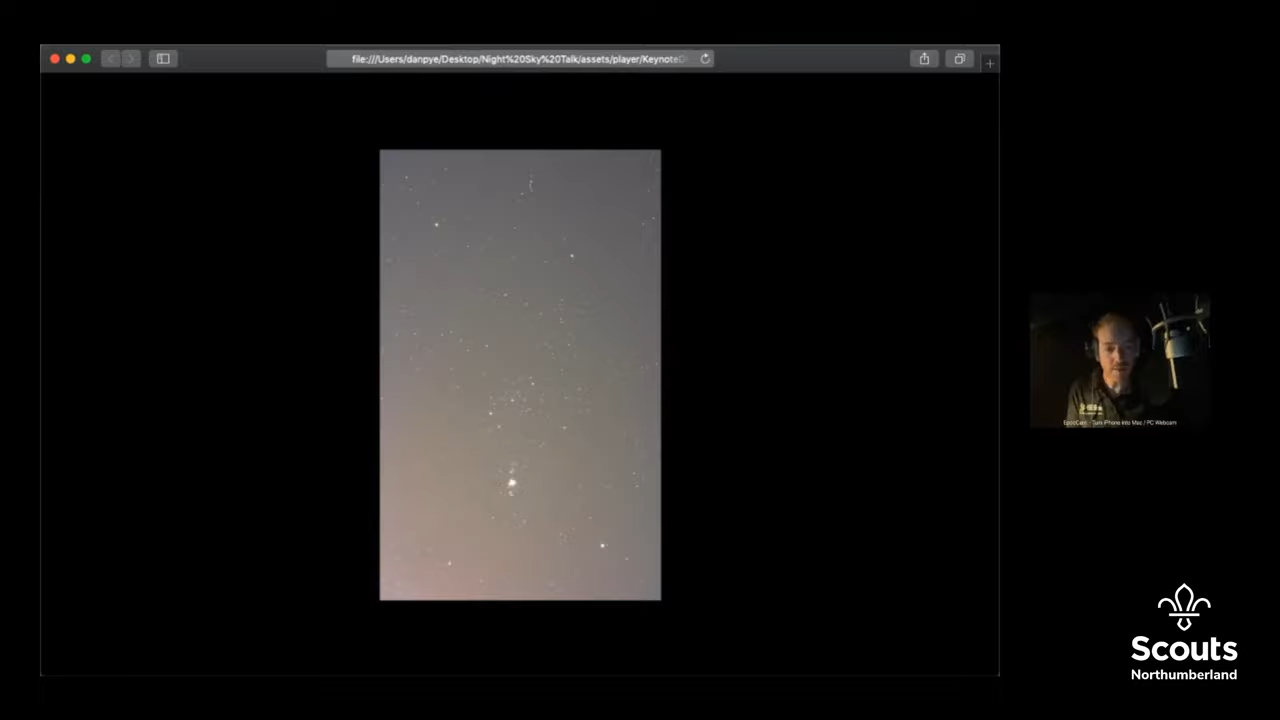 file:///Users/danpye/Desktop/Night%20Sky%20Talk/assets/player/Keynote
EpocCam - Turn iPhone into Mac / PC Webcam
Scouts
Northumberland